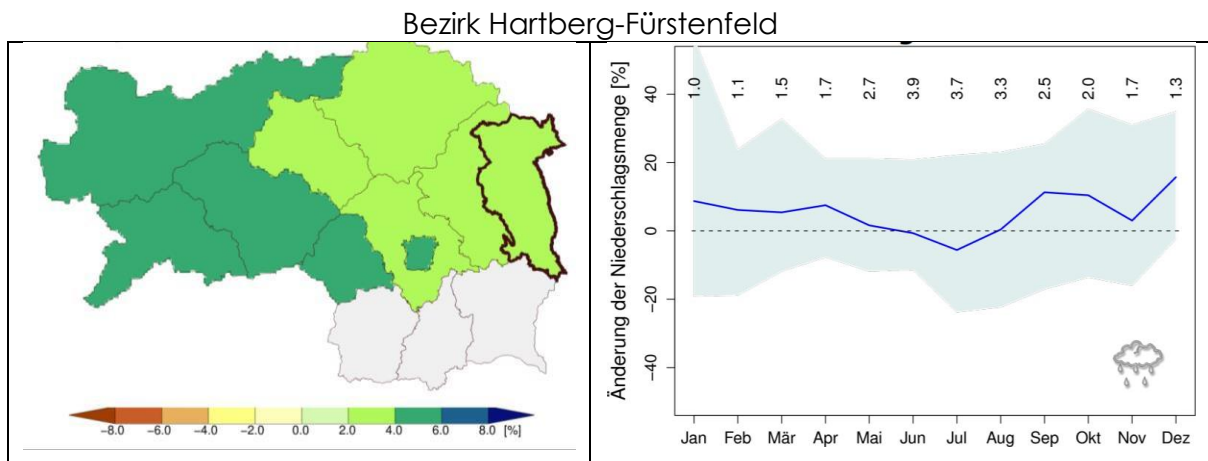 Bezirk Hartberg-Fürstenfeld
-8.0 -6.0 -4.0 -2.0 0.0 2.0 4.0 6.0 8.0 [%]
Änderung der Niederschlagsmenge [%]
40
20
0
-20
-40
1.0 1.1 1.5 1.7 2.7 3.9 3.7 3.3 2.5 2.0 1.7 1.3
Jan Feb Mär Apr Mai Jun Jul Aug Sep Okt Nov Dez